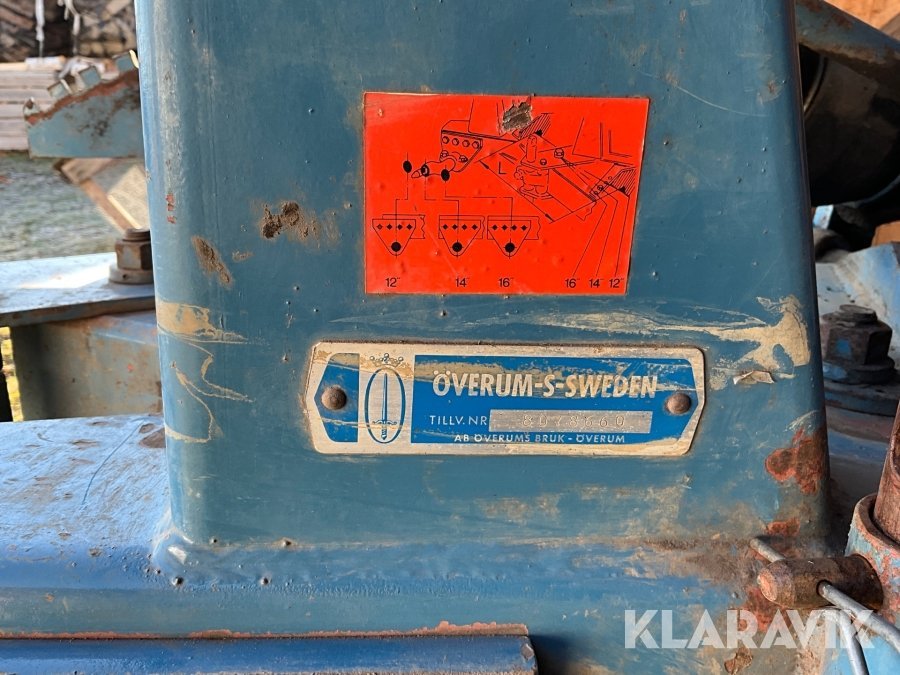 L
12" 14" 16" 16" 14" 12"
ÖVERUM-S-SWEDEN
TILLV. NR
AB ÖVERUMS BRUK - ÖVERUM
KLARAVIK